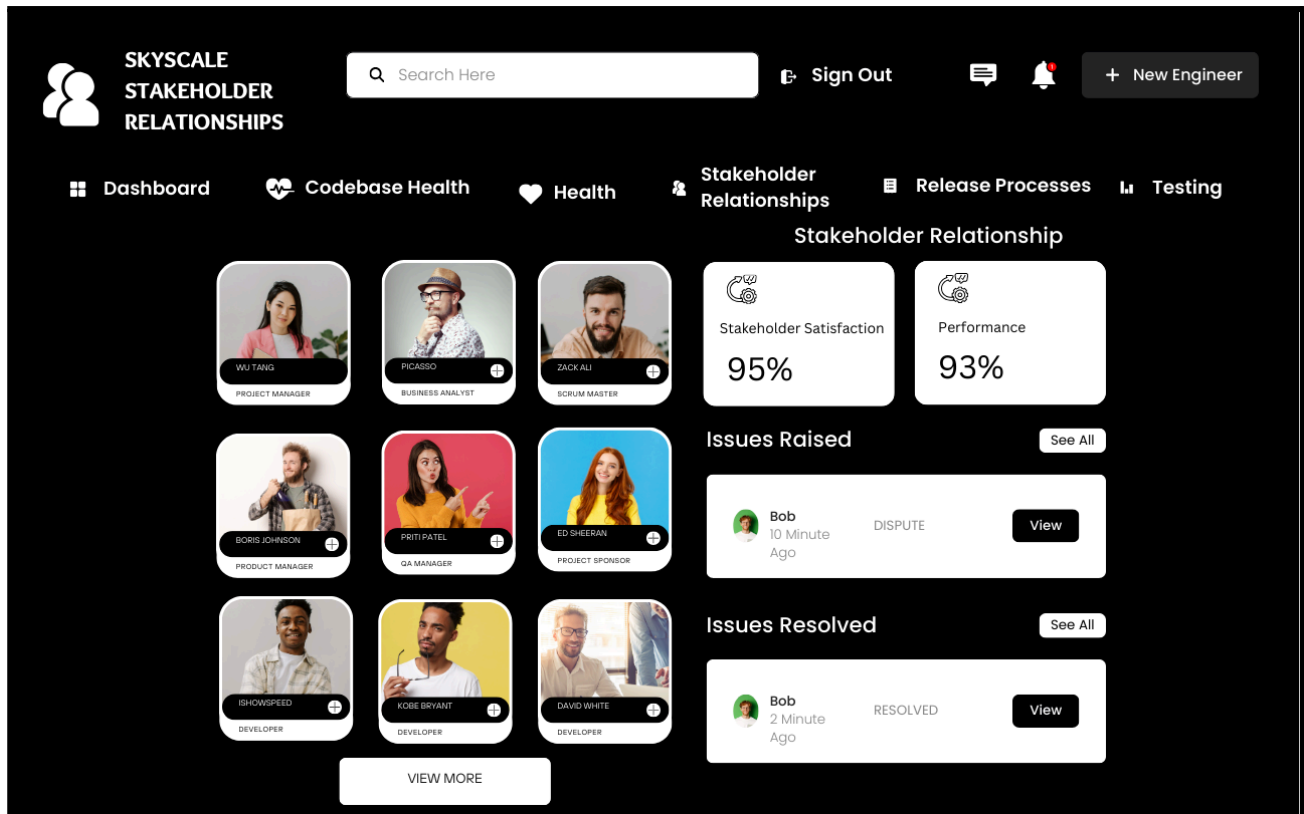 SKYSCALE
STAKEHOLDER
RELATIONSHIPS
Search Here
Sign Out
1
+ New Engineer
Dashboard
Codebase Health
Health
Stakeholder
Relationships
Release Processes
Testing
Stakeholder Relationship
WU TANG
PROJECT MANAGER
PICASSO
BUSINESS ANALYST
ZACK ALI
SCRUM MASTER
Stakeholder Satisfaction
95%
Performance
93%
BORIS JOHNSON
PRODUCT MANAGER
PRITI PATEL
QA MANAGER
ED SHEERAN
PROJECT SPONSOR
Issues Raised
See All
Bob
10 Minute
Ago
DISPUTE
View
ISHOWSPEED
DEVELOPER
KOBE BRYANT
DEVELOPER
DAVID WHITE
DEVELOPER
Issues Resolved
See All
Bob
2 Minute
Ago
RESOLVED
View
VIEW MORE